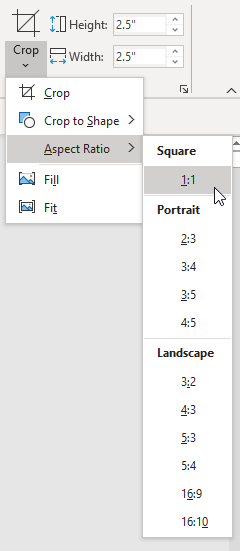 Height: 2.5"
Crop
Width: 2.5"
Crop
Crop to Shape
Aspect Ratio
Fill
Fit
Square
1:1
Portrait
2:3
3:4
3:5
4:5
Landscape
3:2
4:3
5:3
5:4
16:9
16:10